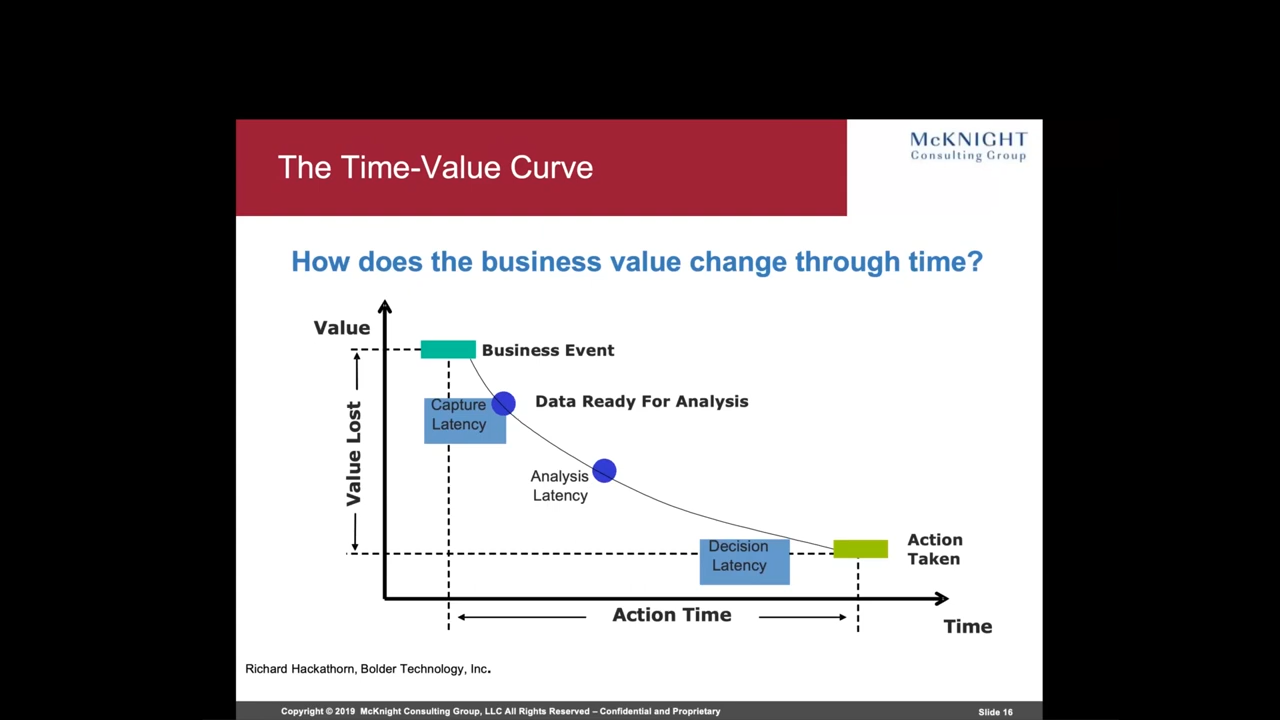 The Time-Value Curve
McKNIGHT
Consulting Group
How does the business value change through time?
Value
Business Event
Capture
Latency
Data Ready For Analysis
Value Lost
Analysis
Latency
Decision
Latency
Action
Taken
Action Time
Time
Richard Hackathorn, Bolder Technology, Inc.
Copyright © 2019 McKnight Consulting Group, LLC All Rights Reserved – Confidential and Proprietary
Slide 16